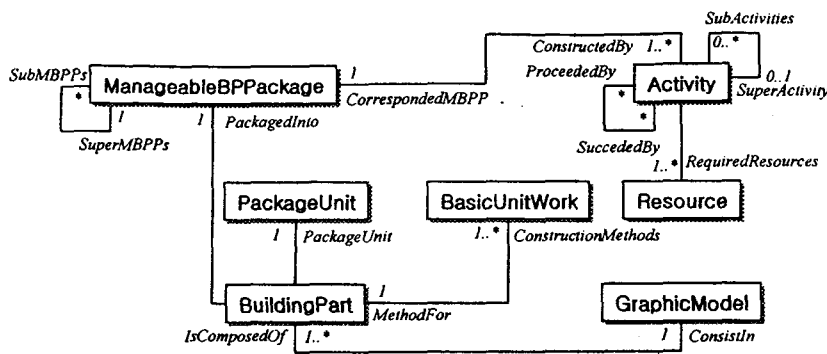 SubActivities
ConstructedBy 1..* 0..*
1
SubMBPPs ManageableBPPackage ProceededBy Activity
CorrespondedMBPP 0..1
* 1 1 PackagedInto * * SuperActivity
SuperMBPPs SuccededBy
1..* RequiredResources
PackageUnit BasicUnitWork Resource
1 PackageUnit 1..* ConstructionMethods
BuildingPart 1 GraphicModel
MethodFor
IsComposedOf 1..* 1 ConsistIn